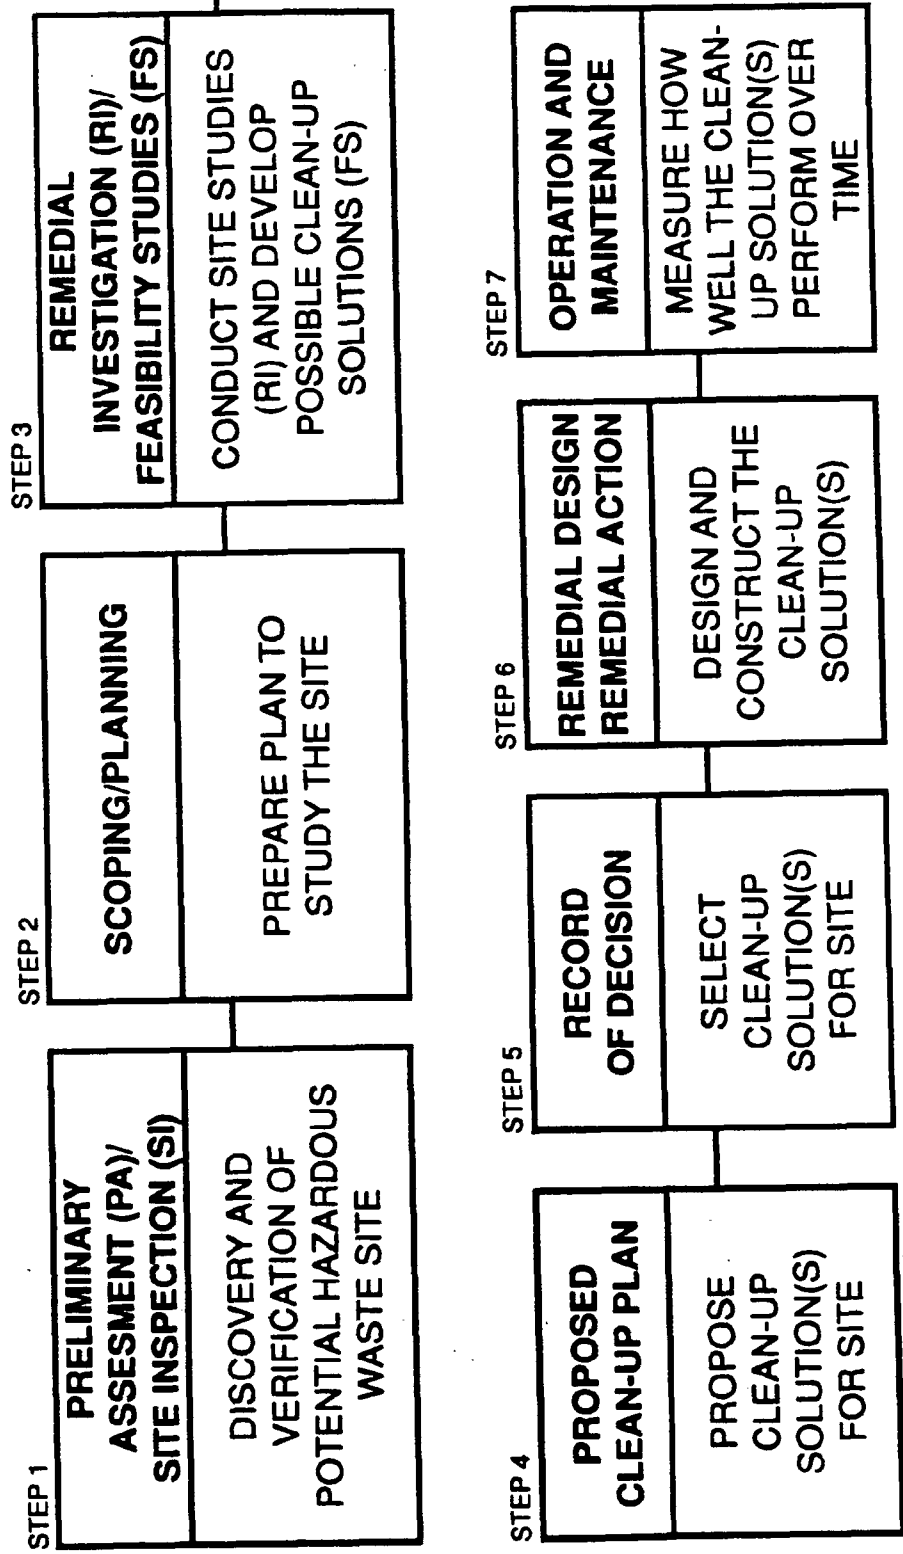 STEP 1
PRELIMINARY
ASSESMENT (PA)/
SITE INSPECTION (SI)
DISCOVERY AND
VERIFICATION OF
POTENTIAL HAZARDOUS
WASTE SITE
STEP 2
SCOPING/PLANNING
PREPARE PLAN TO
STUDY THE SITE
STEP 3
REMEDIAL
INVESTIGATION (RI)/
FEASIBILITY STUDIES (FS)
CONDUCT SITE STUDIES
(RI) AND DEVELOP
POSSIBLE CLEAN-UP
SOLUTIONS (FS)
STEP 4
PROPOSED
CLEAN-UP PLAN
PROPOSE
CLEAN-UP
SOLUTION(S)
FOR SITE
STEP 5
RECORD
OF DECISION
SELECT
CLEAN-UP
SOLUTION(S)
FOR SITE
STEP 6
REMEDIAL DESIGN
REMEDIAL ACTION
DESIGN AND
CONSTRUCT THE
CLEAN-UP
SOLUTION(S)
STEP 7
OPERATION AND
MAINTENANCE
MEASURE HOW
WELL THE CLEAN-
UP SOLUTION(S)
PERFORM OVER
TIME